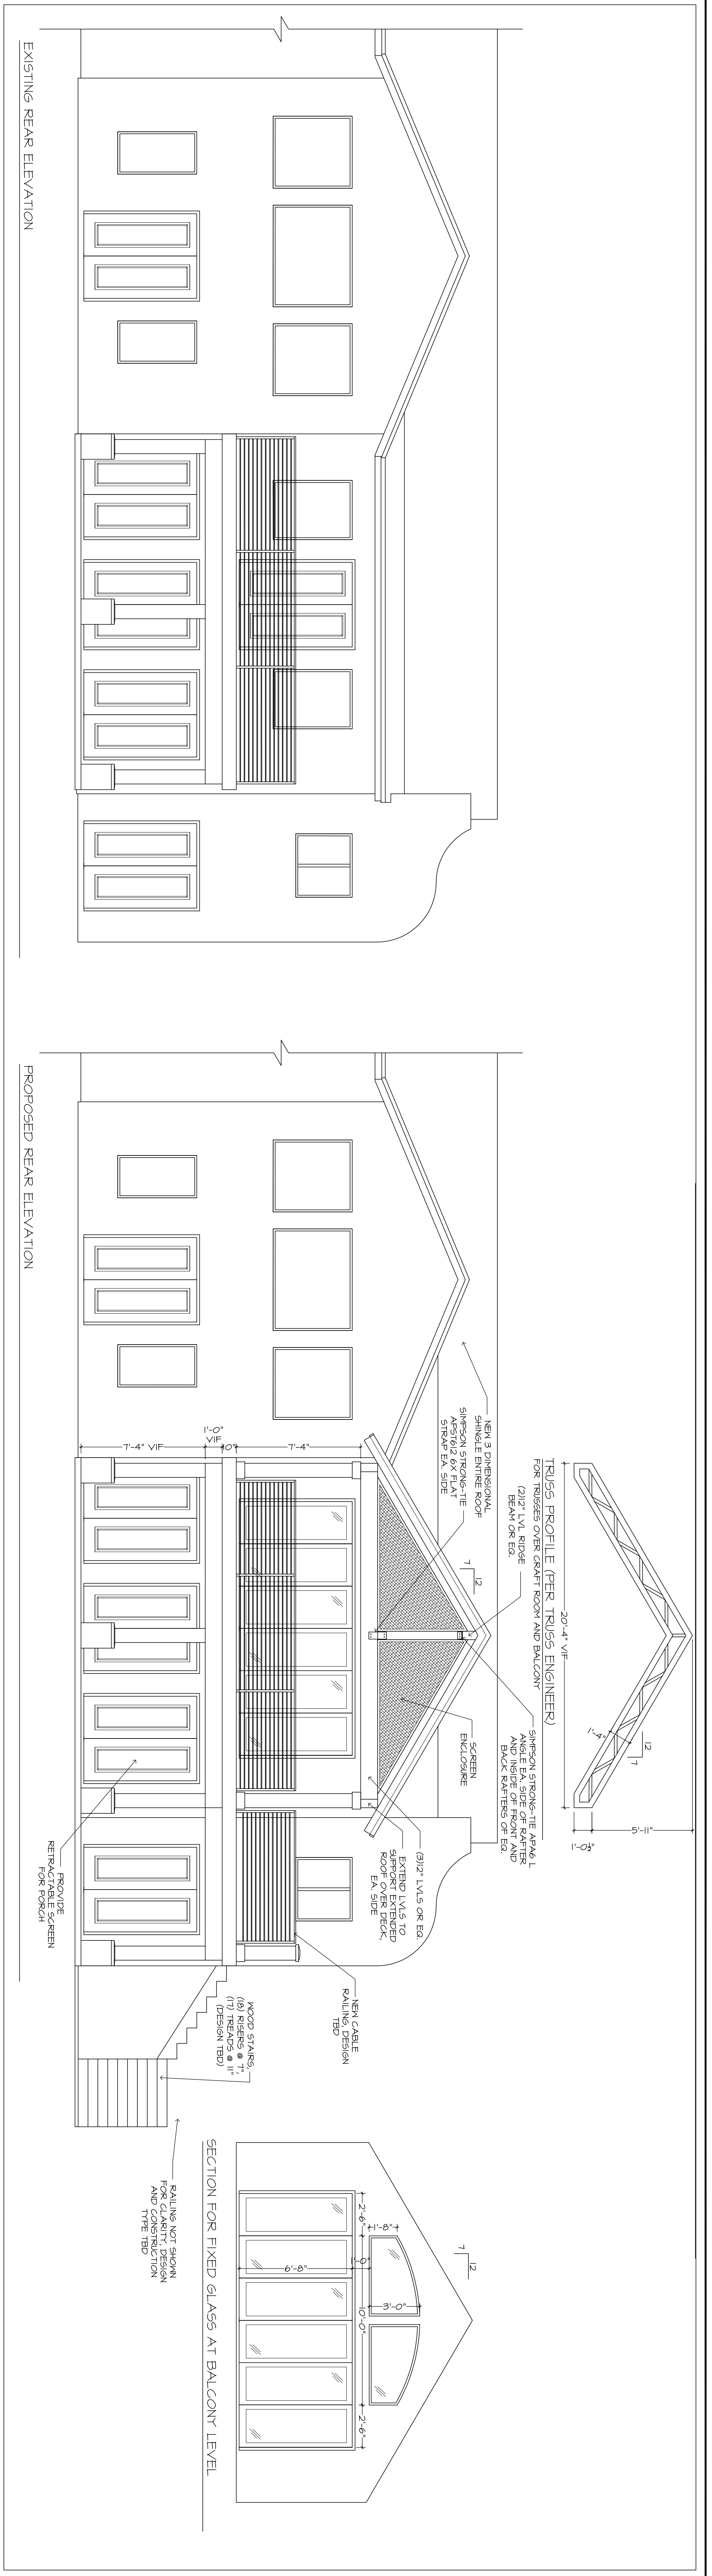 EXISTING REAR ELEVATION
PROPOSED REAR ELEVATION
TRUSS PROFILE (PER TRUSS ENGINEER)
FOR TRUSSES OVER CRAFT ROOM AND BALCONY
20'-4" VIF
1'-4"
12
7
5'-11"
1'-0½"
NEW 3 DIMENSIONAL
SHINGLE ENTIRE ROOF
SIMPSON STRONG-TIE
APST612 6X FLAT
STRAP EA. SIDE
(2)12" LVL RIDGE
BEAM OR EQ.
12
7
SIMPSON STRONG-TIE APA6 L
ANGLE EA. SIDE OF RAFTER
AND INSIDE OF FRONT AND
BACK RAFTERS OF EQ.
SCREEN
ENCLOSURE
(3)12" LVLS OR EQ.
EXTEND LVLS TO
SUPPORT EXTENDED
ROOF OVER DECK,
EA. SIDE
7'-4" VIF
1'-0"
VIF
10"
7'-4"
NEW CABLE
RAILING, DESIGN
TBD
PROVIDE
RETRACTABLE SCREEN
FOR PORCH
WOOD STAIRS,
(18) RISERS @ 7"
(17) TREADS @ 11"
(DESIGN TBD)
RAILING NOT SHOWN
FOR CLARITY, DESIGN
AND CONSTRUCTION
TYPE TBD
SECTION FOR FIXED GLASS AT BALCONY LEVEL
12
7
2'-6"
10'-0"
2'-6"
1'-8"
3'-0"
1'-0"
6'-8"